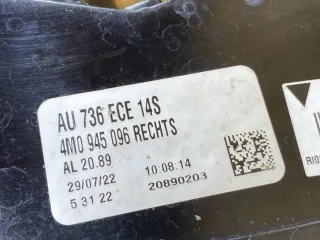 AU 736 ECE 14S
4M0 945 096 RECHTS
AL 20.89
29/07/22 10:08:14
5 31 22 20890203